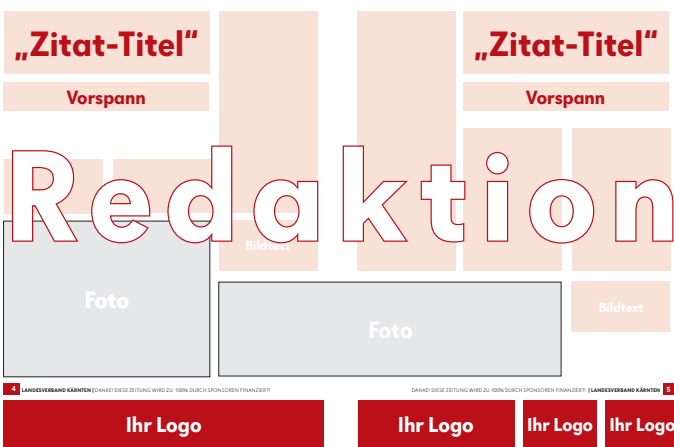 „Zitat-Titel“
Vorspann
„Zitat-Titel“
Vorspann
Redaktion
Bildtext
Foto
Foto
Bildtext
4 LANDESVERBAND KÄRNTEN | DANKE! DIESE ZEITUNG WIRD ZU 100% DURCH SPONSOREN FINANZIERT!
DANKE! DIESE ZEITUNG WIRD ZU 100% DURCH SPONSOREN FINANZIERT! | LANDESVERBAND KÄRNTEN 5
Ihr Logo
Ihr Logo
Ihr Logo
Ihr Logo